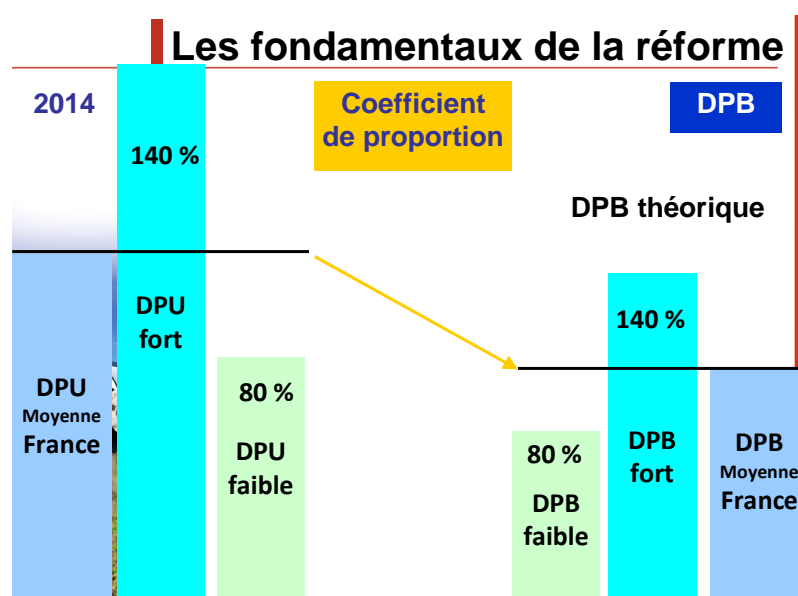 Les fondamentaux de la réforme
2014
Coefficient
de proportion
DPB
140 %
DPB théorique
DPU
fort
140 %
DPU
Moyenne
France
80 %
DPU
faible
80 %
DPB
faible
DPB
fort
DPB
Moyenne
France